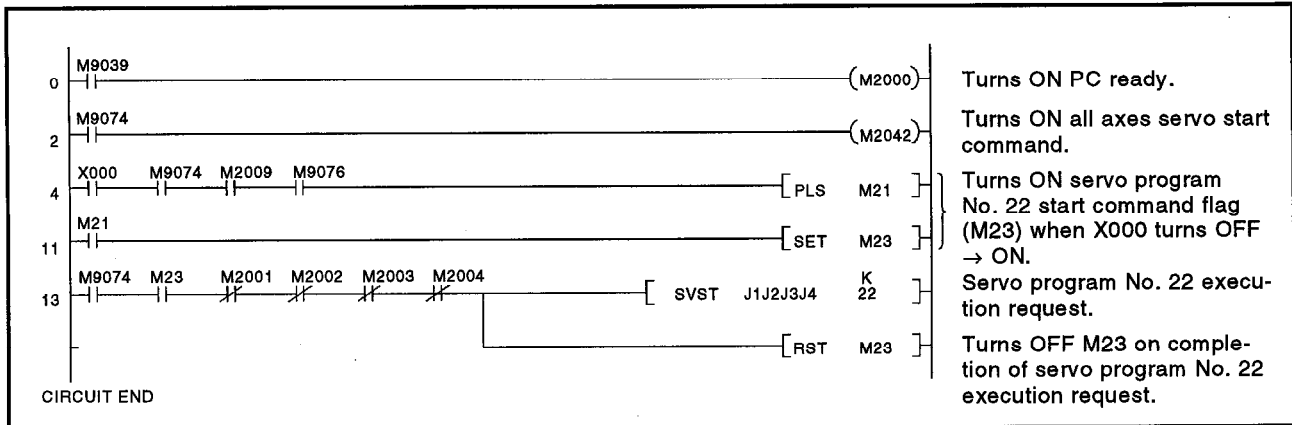 M9039
0 (M2000) Turns ON PC ready.
M9074
2 (M2042) Turns ON all axes servo start
command.
X000 M9074 M2009 M9076
4 [PLS M21] Turns ON servo program
No. 22 start command flag
M21
11 [SET M23] (M23) when X000 turns OFF
→ ON.
M9074 M23 M2001 M2002 M2003 M2004
13 [SVST J1J2J3J4 K 22] Servo program No. 22 execu-
tion request.
[RST M23] Turns OFF M23 on comple-
tion of servo program No. 22
execution request.
CIRCUIT END